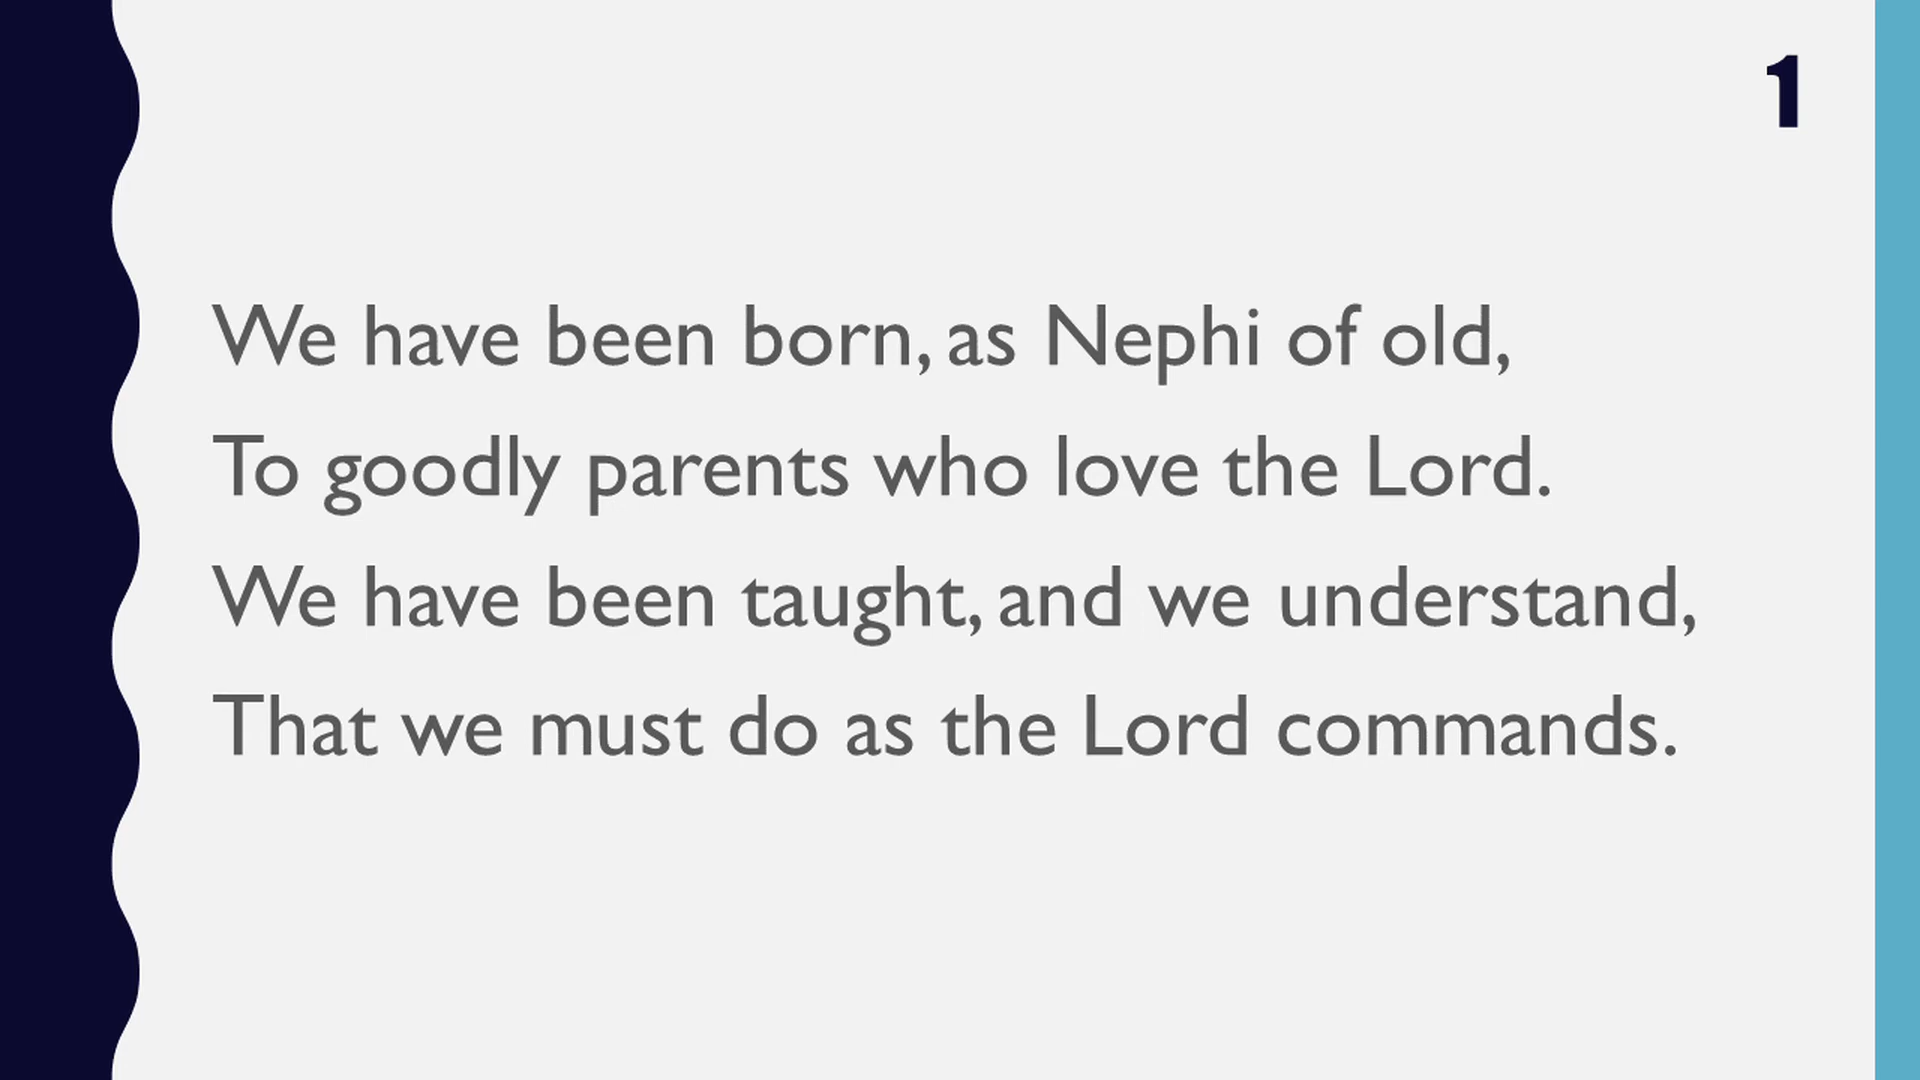 1
We have been born, as Nephi of old,
To goodly parents who love the Lord.
We have been taught, and we understand,
That we must do as the Lord commands.